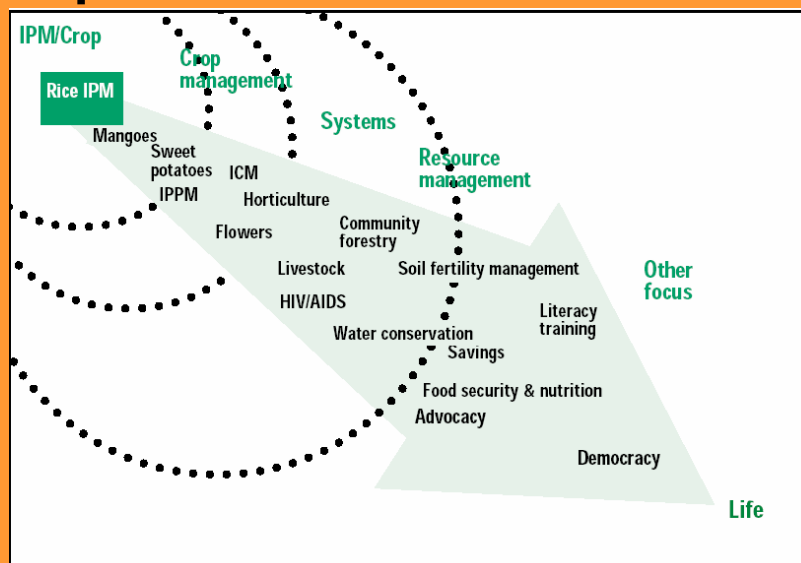 IPM/Crop
Crop
management
Rice IPM
Systems
Mangoes
Sweet
potatoes
ICM
Resource
management
IPPM
Horticulture
Community
forestry
Flowers
Livestock
Soil fertility management
Other
focus
HIV/AIDS
Literacy
training
Water conservation
Savings
Food security & nutrition
Advocacy
Democracy
Life